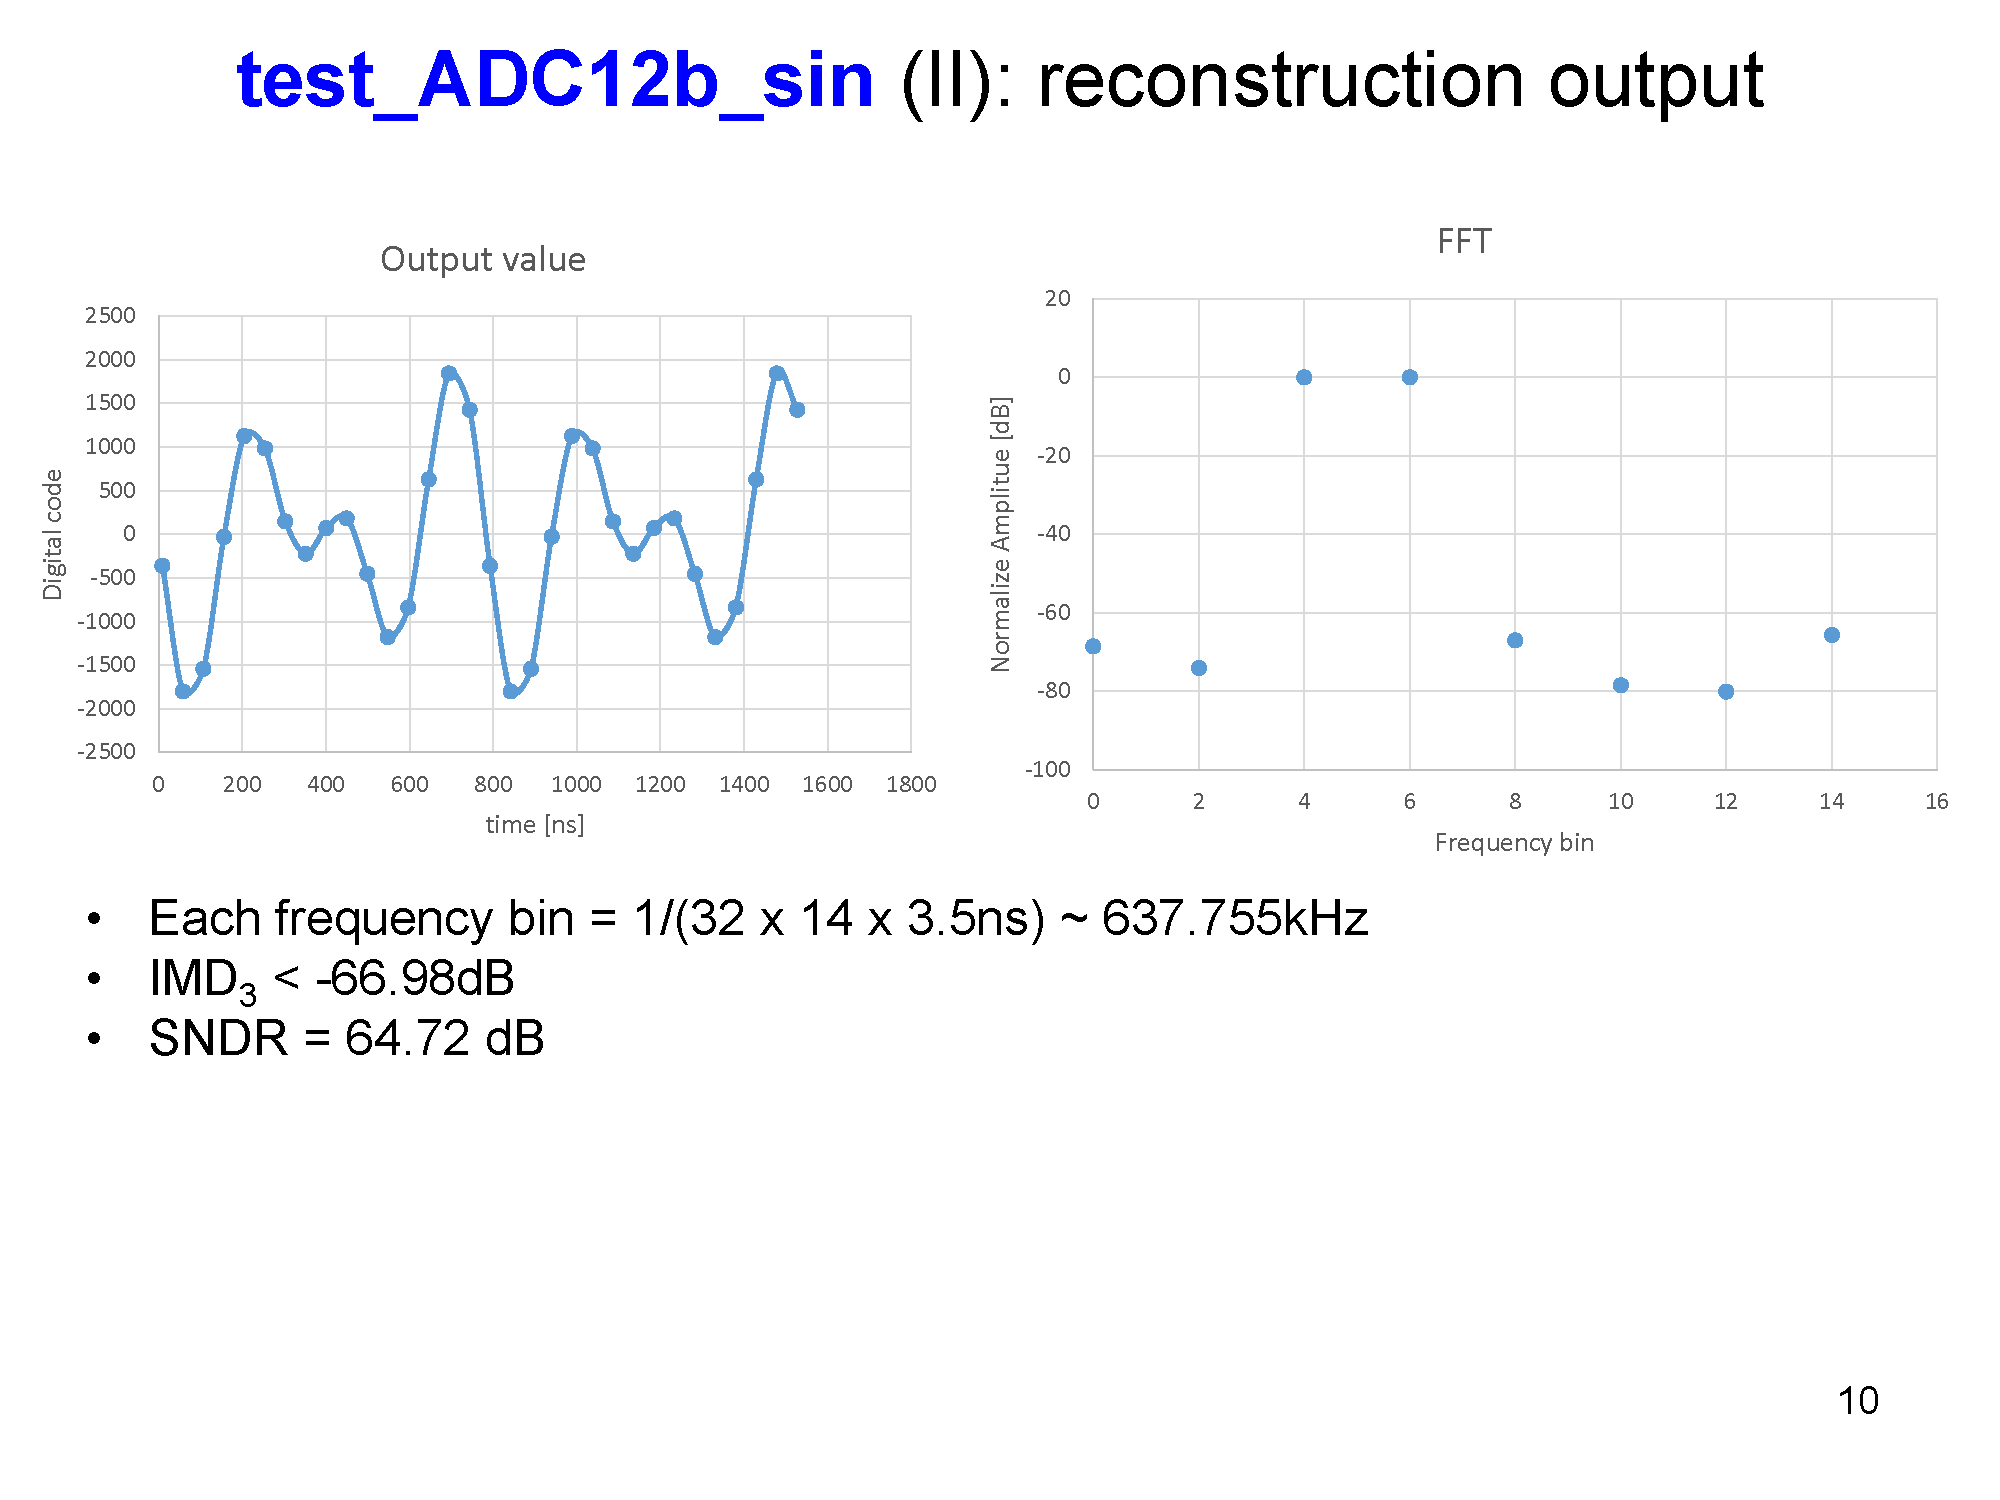 test_ADC12b_sin (II): reconstruction output
Output value
2500
2000
1500
1000
500
0
-500
-1000
-1500
-2000
-2500
Digital code
0 200 400 600 800 1000 1200 1400 1600 1800
time [ns]
FFT
20
0
-20
-40
-60
-80
-100
Normalize Amplitue [dB]
0 2 4 6 8 10 12 14 16
Frequency bin
• Each frequency bin = 1/(32 x 14 x 3.5ns) ~ 637.755kHz
• IMD₃ < -66.98dB
• SNDR = 64.72 dB
10